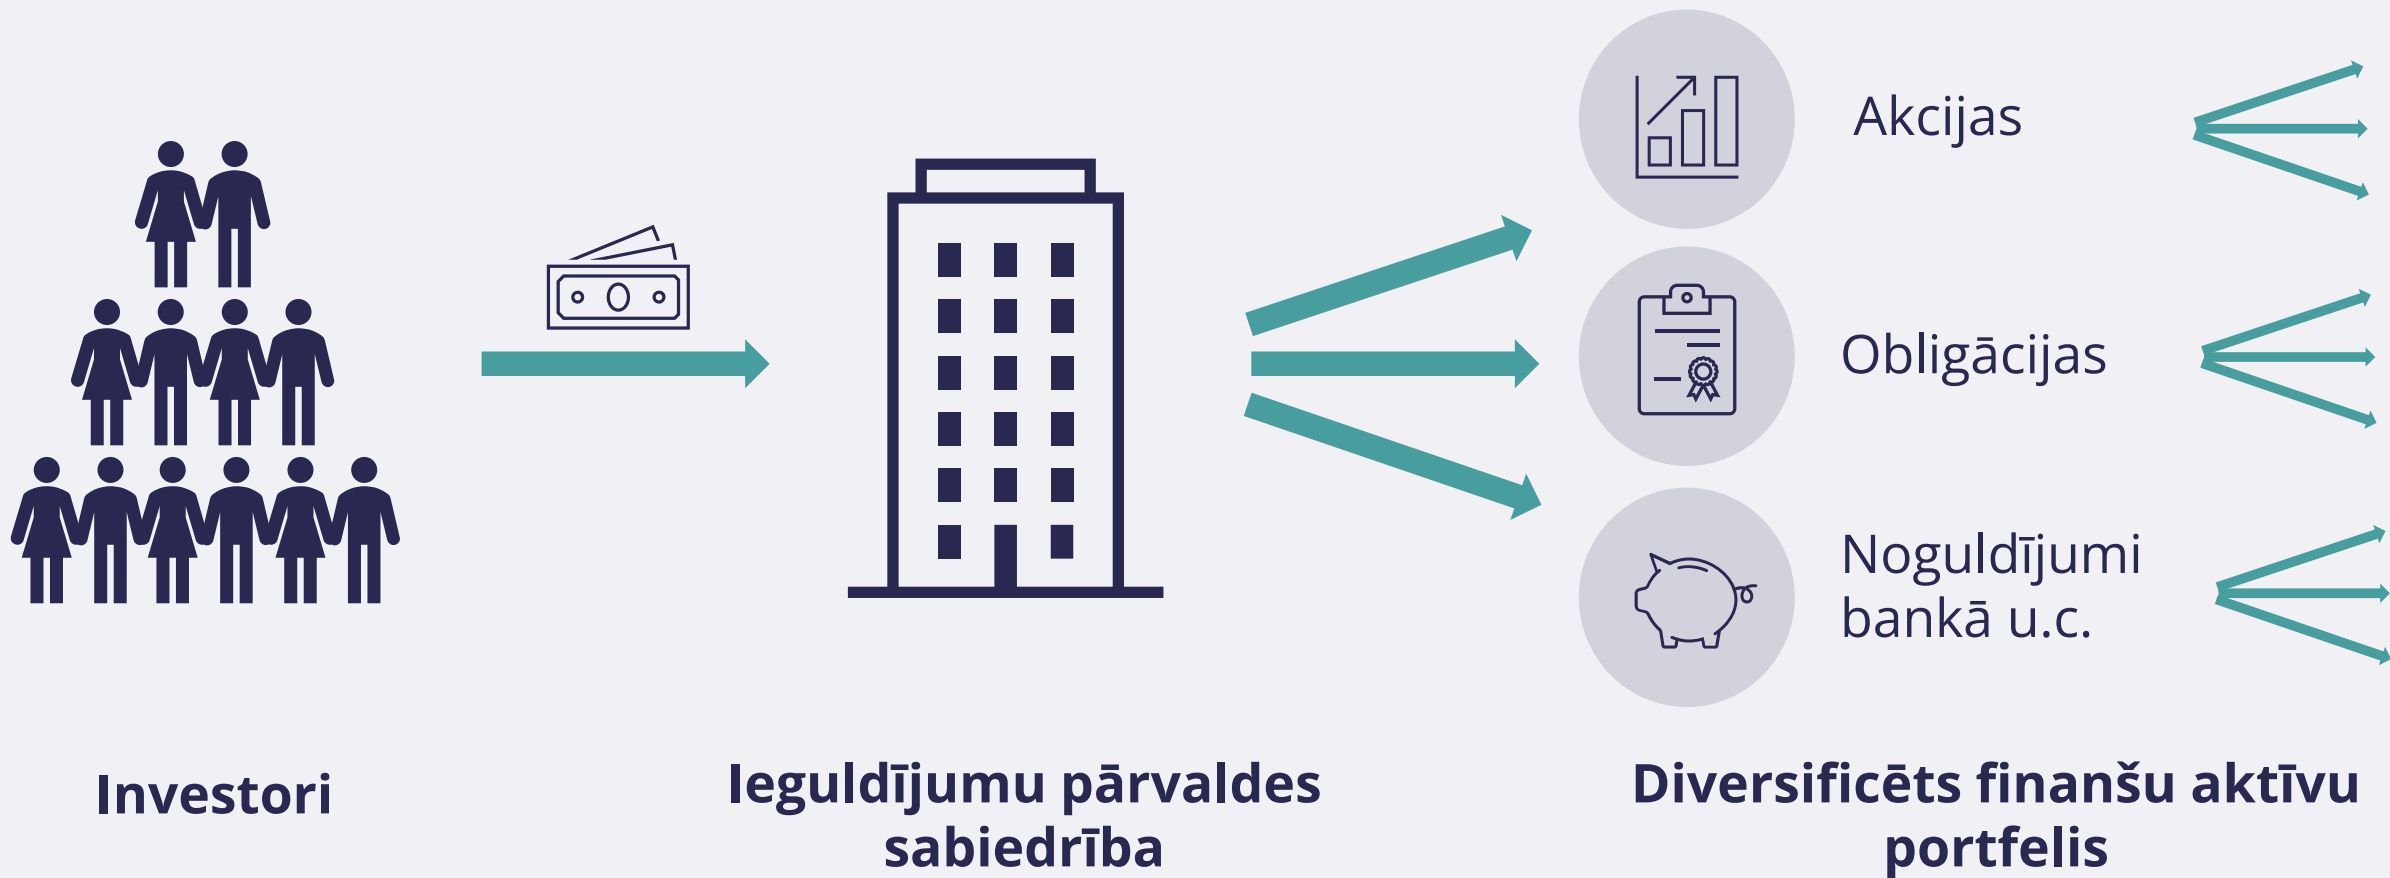 Akcijas
Obligācijas
Noguldījumi
bankā u.c.
Investori
Ieguldījumu pārvaldes
sabiedrība
Diversificēts finanšu aktīvu
portfelis